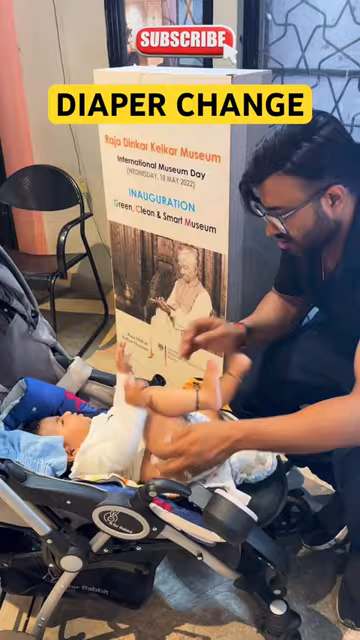 SUBSCRIBE
DIAPER CHANGE
Raja Dinkar Kelkar Museum
International Museum Day
(WEDNESDAY, 18 MAY 2022)
INAUGURATION
Green, Clean & Smart Museum
Rabbit